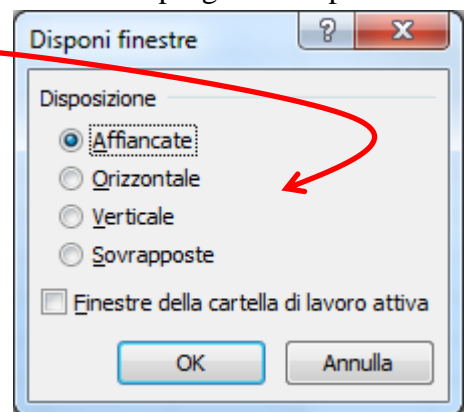 Disponi finestre
Disposizione
Affiancate
Orizzontale
Verticale
Sovrapposte
Finestre della cartella di lavoro attiva
OK Annulla